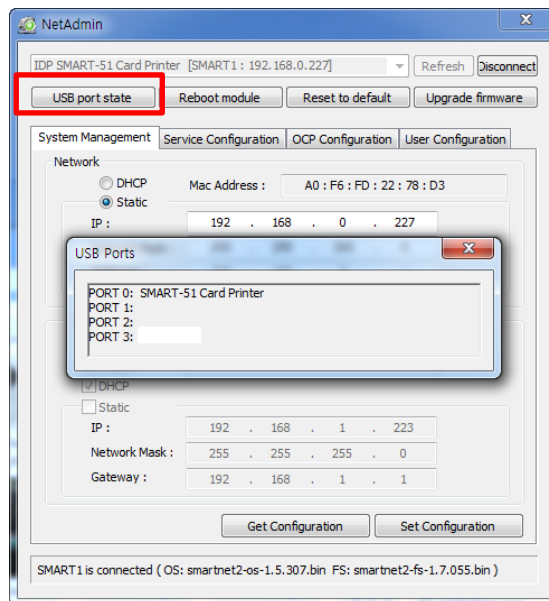 NetAdmin
IDP SMART-51 Card Printer [SMART1 : 192.168.0.227] Refresh Disconnect
USB port state Reboot module Reset to default Upgrade firmware
System Management Service Configuration OCP Configuration User Configuration
Network
DHCP Mac Address : A0 : F6 : FD : 22 : 78 : D3
Static
IP : 192 . 168 . 0 . 227
USB Ports
PORT 0: SMART-51 Card Printer
PORT 1:
PORT 2:
PORT 3:
DHCP
Static
IP : 192 . 168 . 1 . 223
Network Mask : 255 . 255 . 255 . 0
Gateway : 192 . 168 . 1 . 1
Get Configuration Set Configuration
SMART1 is connected ( OS: smartnet2-os-1.5.307.bin FS: smartnet2-fs-1.7.055.bin )